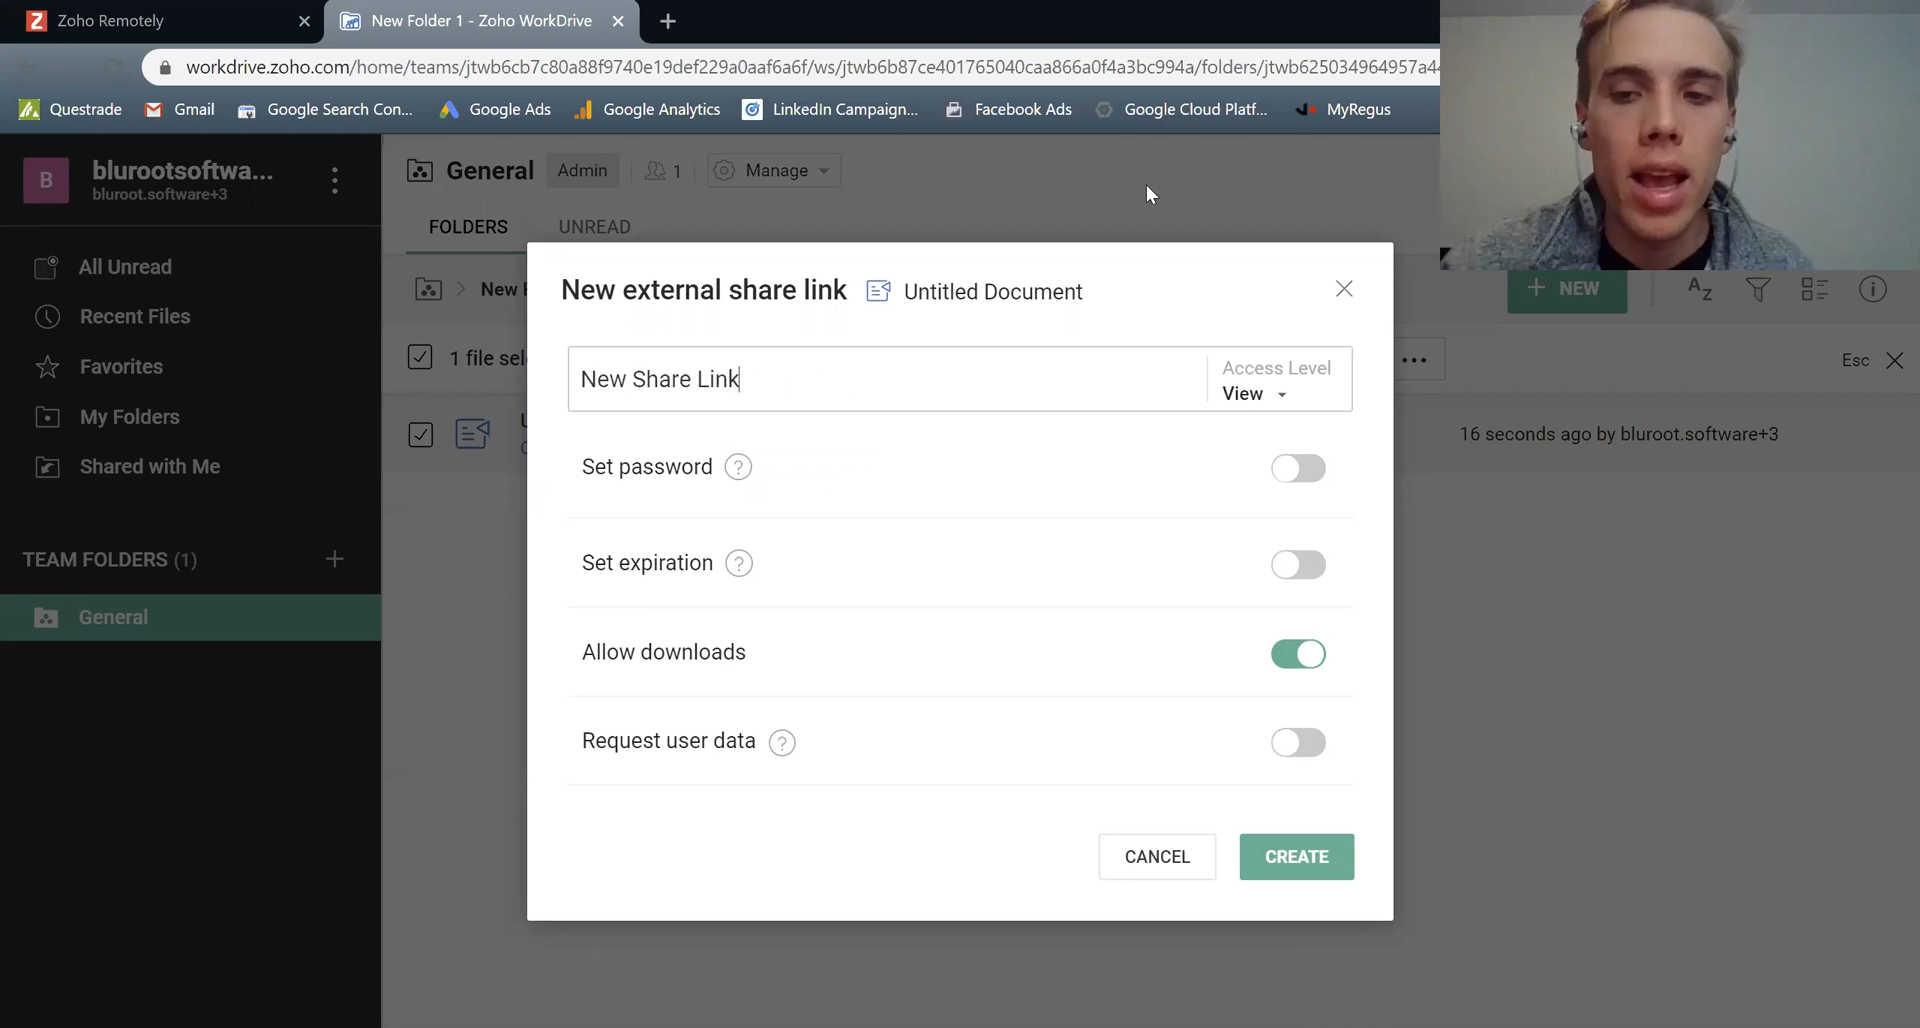 Zoho Remotely
New Folder 1 - Zoho WorkDrive
workdrive.zoho.com/home/teams/jtwb6cb7c80a88f9740e19def229a0aaf6a6f/ws/jtwb6b87ce401765040caa866a0f4a3bc994a/folders/jtwb625034964957a44
Questrade
Gmail
Google Search Con...
Google Ads
Google Analytics
LinkedIn Campaign...
Facebook Ads
Google Cloud Platf...
MyRegus
B
blurootsoftwa...
bluroot.software+3
General
Admin
1
Manage
FOLDERS
UNREAD
All Unread
Recent Files
Favorites
My Folders
Shared with Me
TEAM FOLDERS (1)
General
New
NEW
1 file sel
Esc
16 seconds ago by bluroot.software+3
New external share link
Untitled Document
New Share Link
Access Level
View
Set password ?
Set expiration ?
Allow downloads
Request user data ?
CANCEL
CREATE